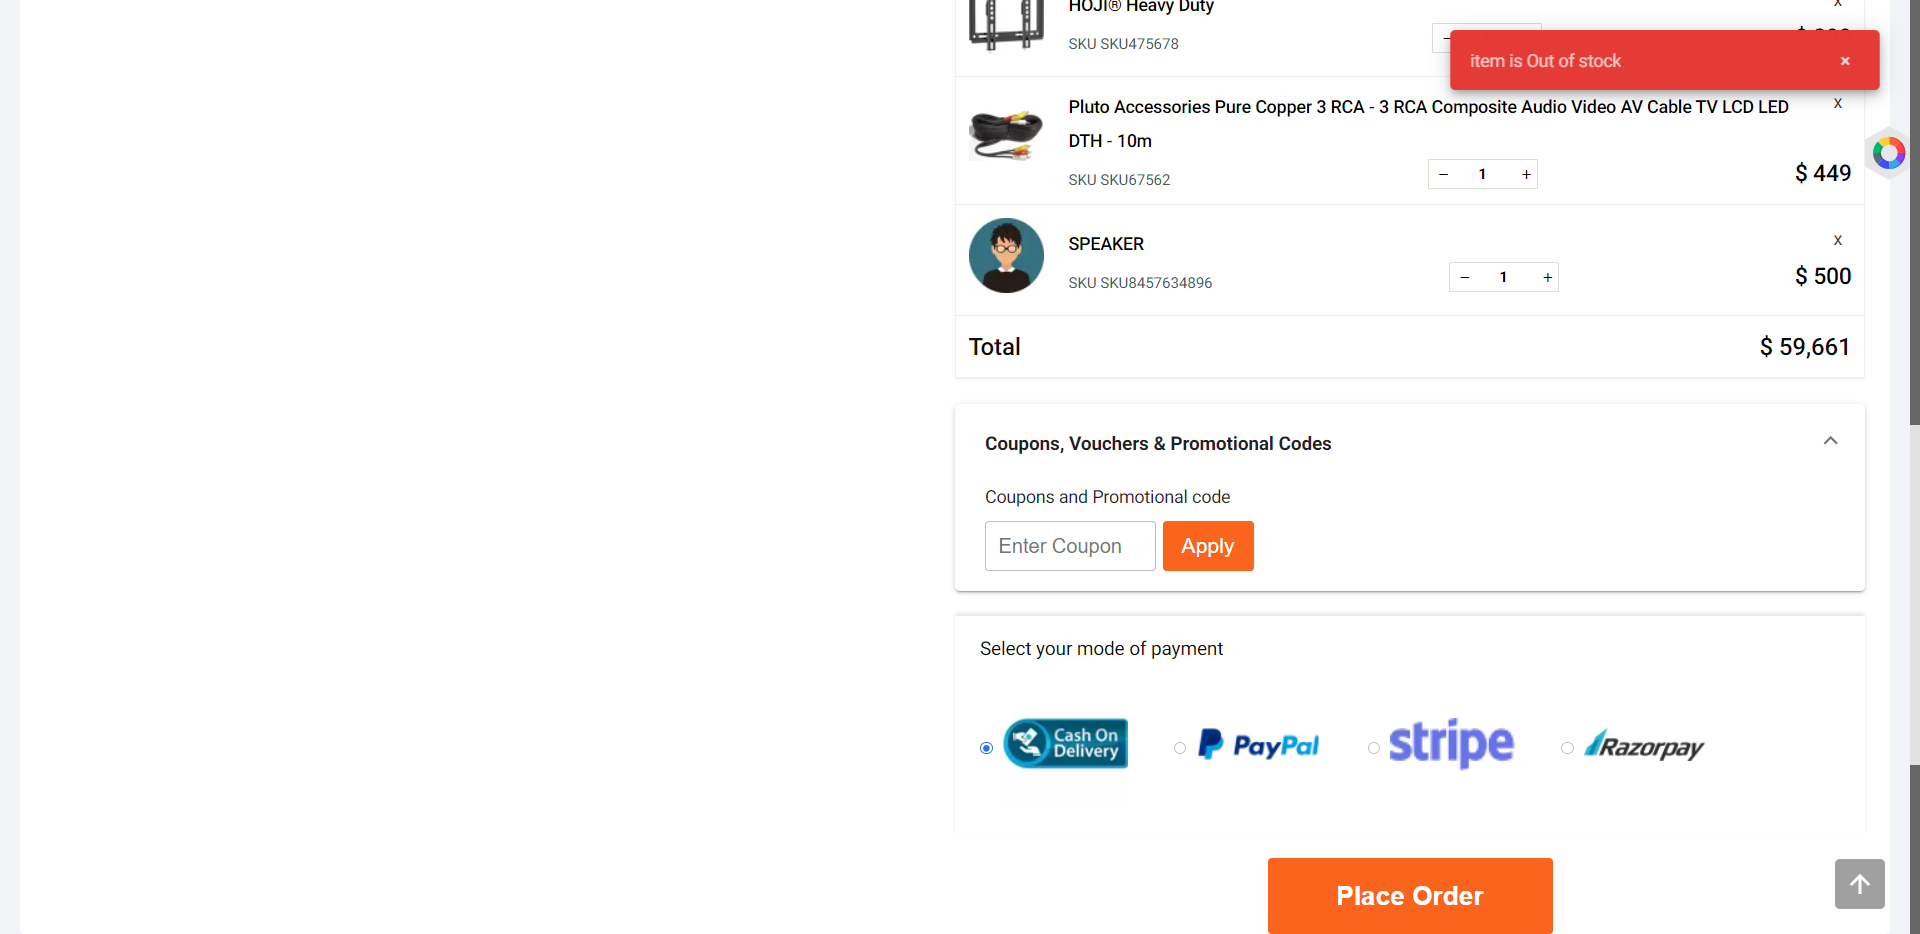 HOJI® Heavy Duty
X
SKU SKU475678
−
item is Out of stock
×
Pluto Accessories Pure Copper 3 RCA - 3 RCA Composite Audio Video AV Cable TV LCD LED
DTH - 10m
X
SKU SKU67562
− 1 +
$ 449
SPEAKER
X
SKU SKU8457634896
− 1 +
$ 500
Total
$ 59,661
Coupons, Vouchers & Promotional Codes
Coupons and Promotional code
Enter Coupon
Apply
Select your mode of payment
Cash On
Delivery
PayPal
stripe
Razorpay
Place Order